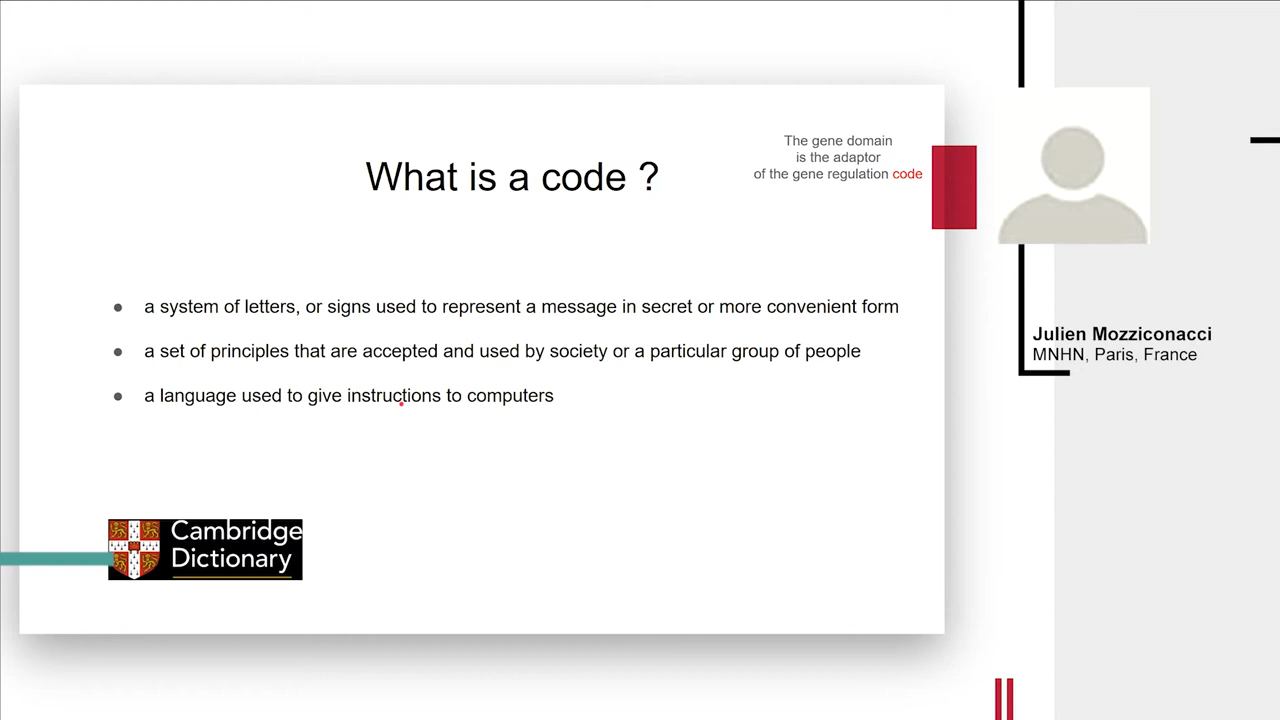 The gene domain
is the adaptor
of the gene regulation code
What is a code ?
● a system of letters, or signs used to represent a message in secret or more convenient form
● a set of principles that are accepted and used by society or a particular group of people
● a language used to give instructions to computers
Cambridge
Dictionary
Julien Mozziconacci
MNHN, Paris, France